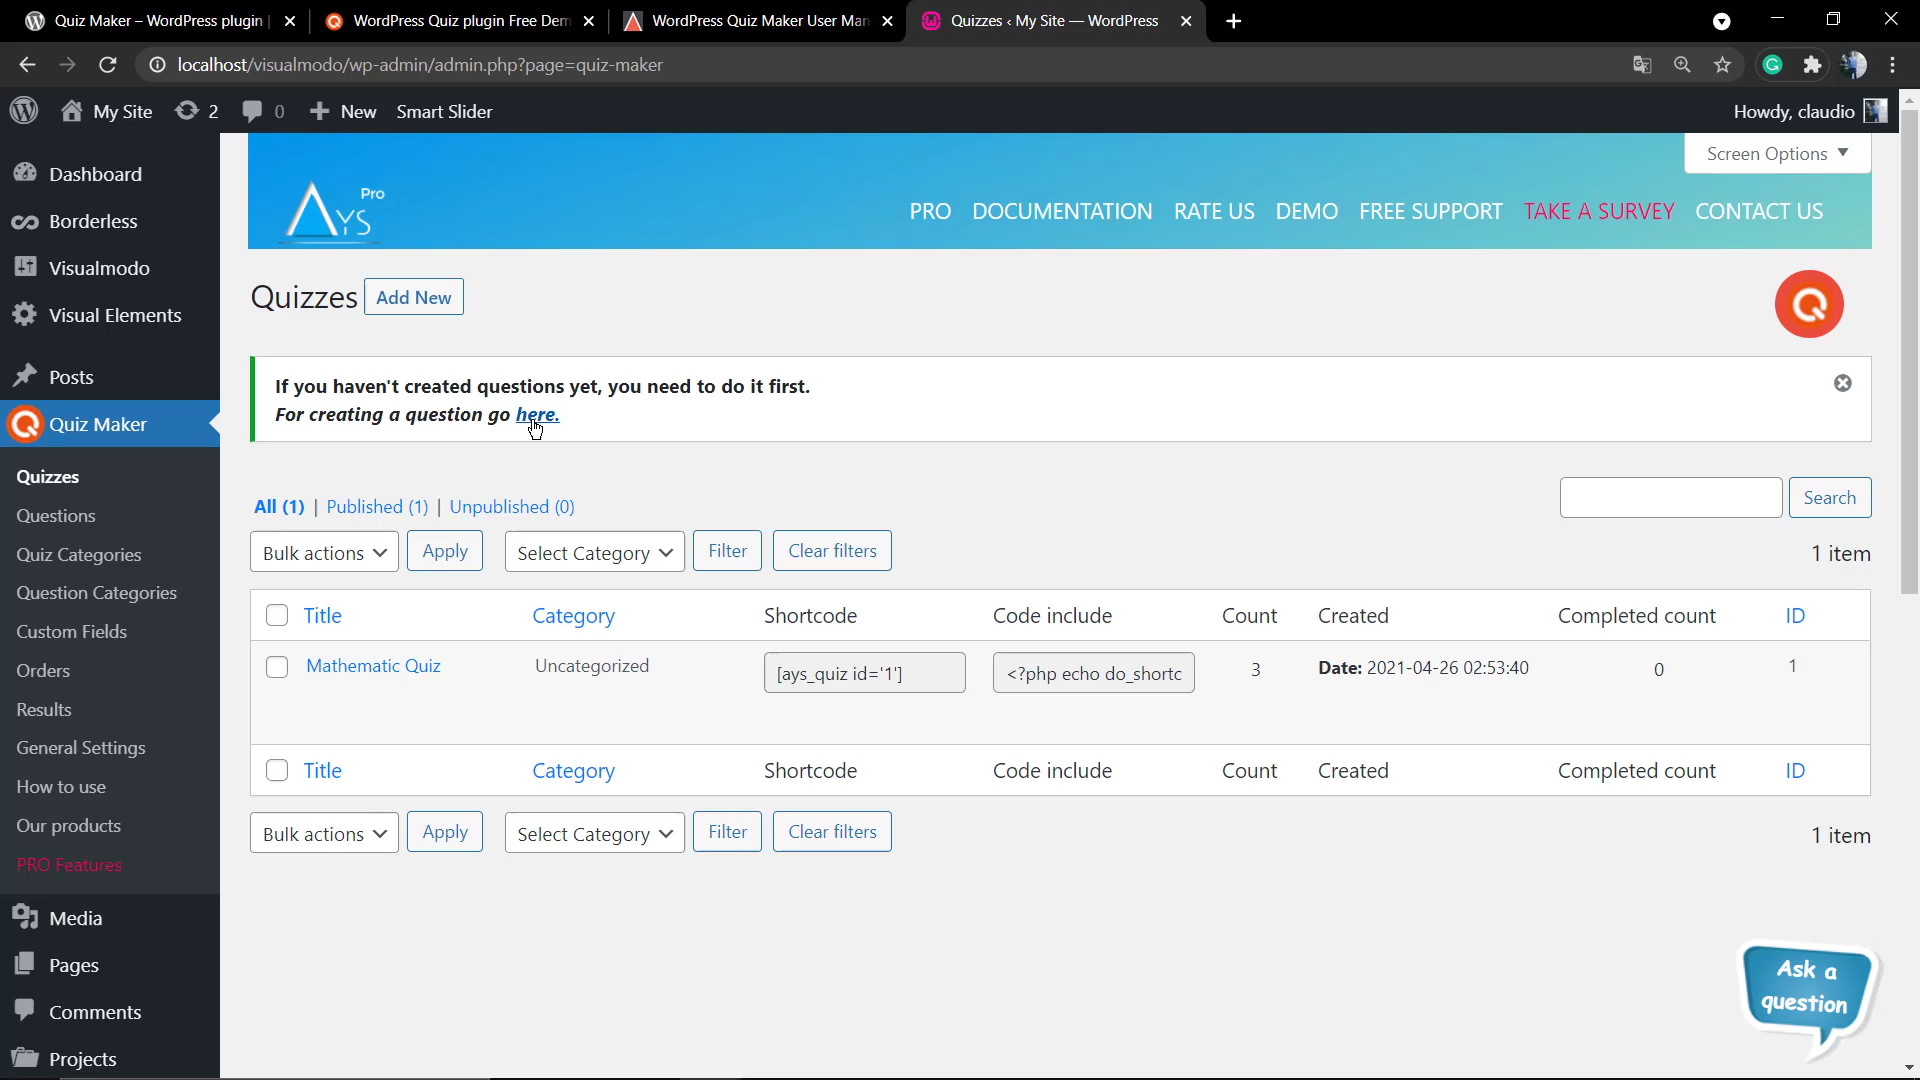 Quiz Maker – WordPress plugin
WordPress Quiz plugin Free Dem
WordPress Quiz Maker User Man
Quizzes ‹ My Site — WordPress
localhost/visualmodo/wp-admin/admin.php?page=quiz-maker
My Site
2
0
New
Smart Slider
Howdy, claudio
Dashboard
Borderless
Visualmodo
Visual Elements
Posts
Quiz Maker
Quizzes
Questions
Quiz Categories
Question Categories
Custom Fields
Orders
Results
General Settings
How to use
Our products
PRO Features
Media
Pages
Comments
Projects
Screen Options
AYS Pro
PRO DOCUMENTATION RATE US DEMO FREE SUPPORT TAKE A SURVEY CONTACT US
Quizzes Add New
If you haven't created questions yet, you need to do it first.
For creating a question go here.
All (1) | Published (1) | Unpublished (0)
Search
Bulk actions Apply Select Category Filter Clear filters 1 item
Title Category Shortcode Code include Count Created Completed count ID
Mathematic Quiz Uncategorized [ays_quiz id='1'] <?php echo do_shortc 3 Date: 2021-04-26 02:53:40 0 1
Title Category Shortcode Code include Count Created Completed count ID
Bulk actions Apply Select Category Filter Clear filters 1 item
Ask a
question